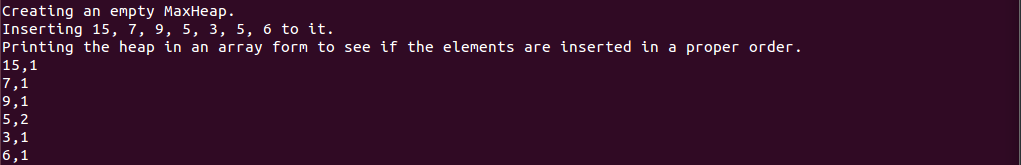 Creating an empty MaxHeap.
Inserting 15, 7, 9, 5, 3, 5, 6 to it.
Printing the heap in an array form to see if the elements are inserted in a proper order.
15,1
7,1
9,1
5,2
3,1
6,1